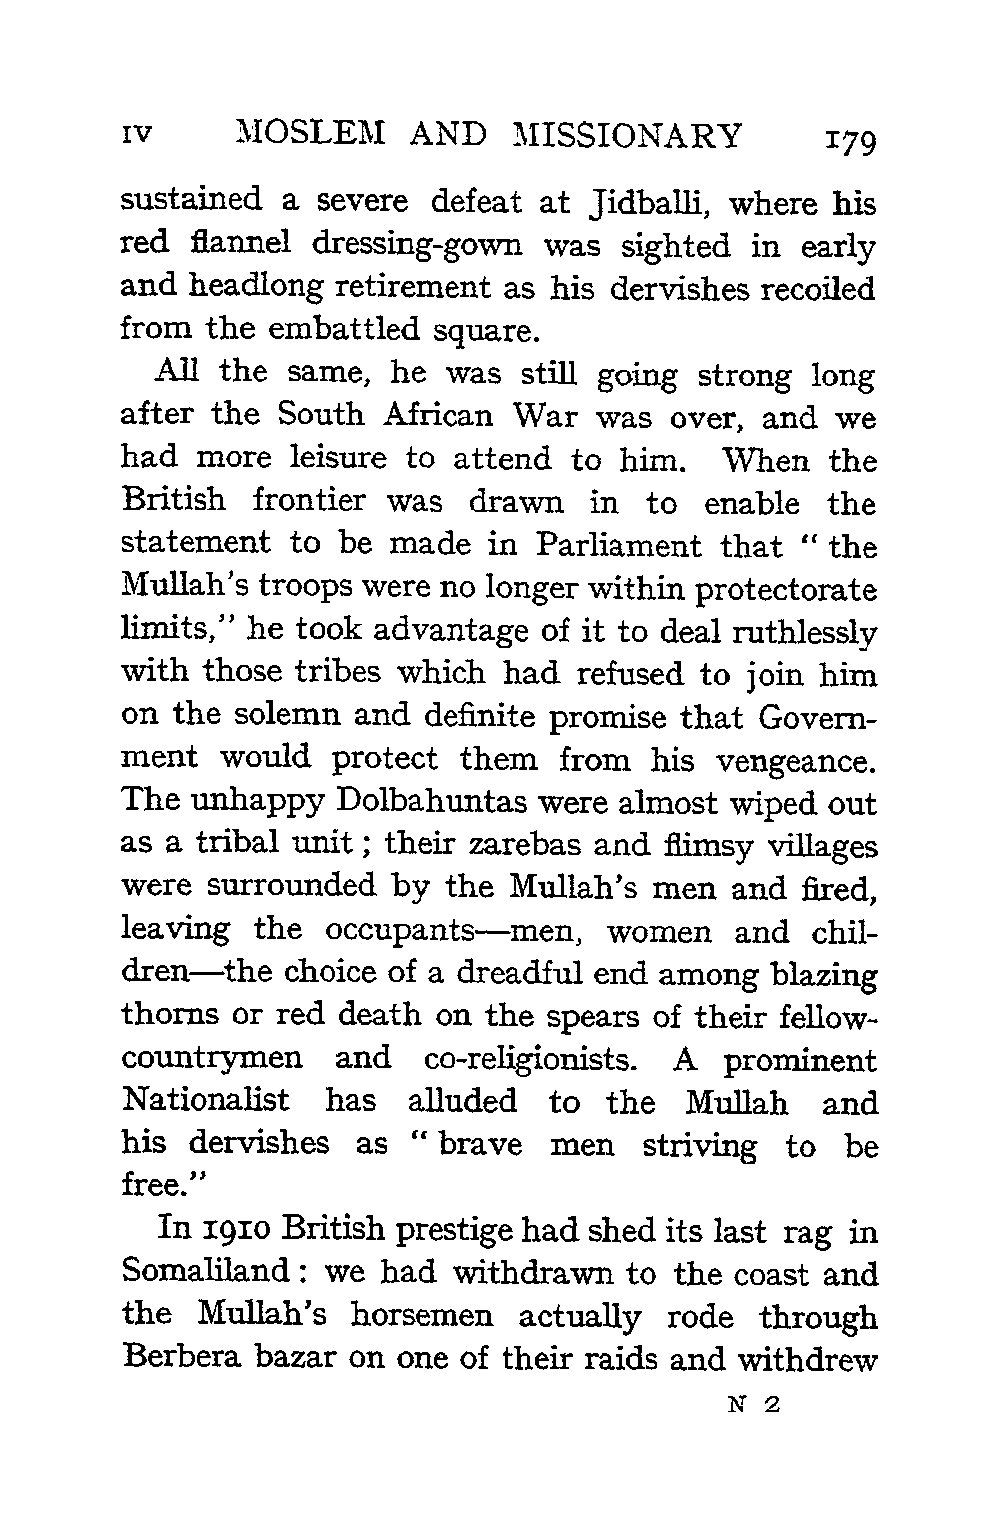 IV MOSLEM AND MISSIONARY 179
sustained a severe defeat at Jidballi, where his
red flannel dressing-gown was sighted in early
and headlong retirement as his dervishes recoiled
from the embattled square.
All the same, he was still going strong long
after the South African War was over, and we
had more leisure to attend to him. When the
British frontier was drawn in to enable the
statement to be made in Parliament that “ the
Mullah’s troops were no longer within protectorate
limits,” he took advantage of it to deal ruthlessly
with those tribes which had refused to join him
on the solemn and definite promise that Govern-
ment would protect them from his vengeance.
The unhappy Dolbahuntas were almost wiped out
as a tribal unit ; their zarebas and flimsy villages
were surrounded by the Mullah’s men and fired,
leaving the occupants—men, women and chil-
dren—the choice of a dreadful end among blazing
thorns or red death on the spears of their fellow-
countrymen and co-religionists. A prominent
Nationalist has alluded to the Mullah and
his dervishes as “ brave men striving to be
free.”
In 1910 British prestige had shed its last rag in
Somaliland : we had withdrawn to the coast and
the Mullah’s horsemen actually rode through
Berbera bazar on one of their raids and withdrew
N 2